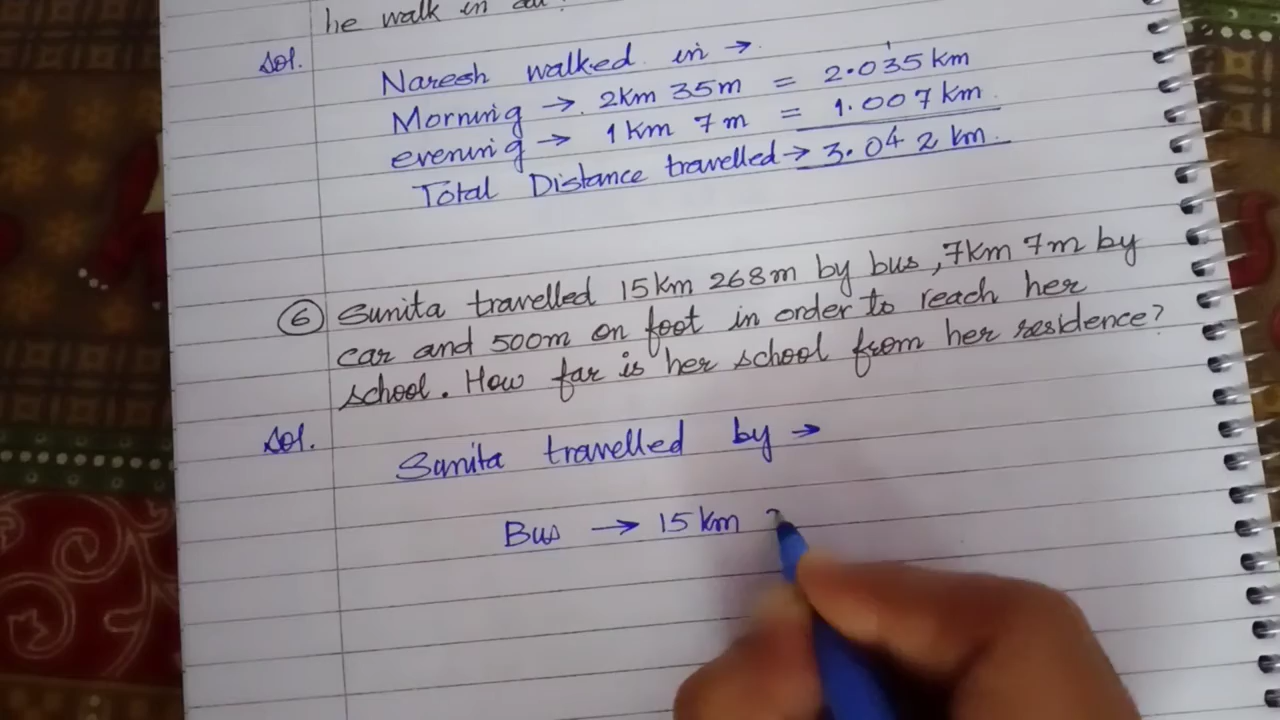 he walk in all?
Sol.
Naresh walked in →
Morning → 2km 35m = 2.035 km
evening → 1 km 7 m = 1.007 km
Total Distance travelled → 3.042 km
6 Sunita travelled 15km 268m by bus, 7km 7m by
car and 500m on foot in order to reach her
school. How far is her school from her residence?
Sol. Sunita travelled by →
Bus → 15 km